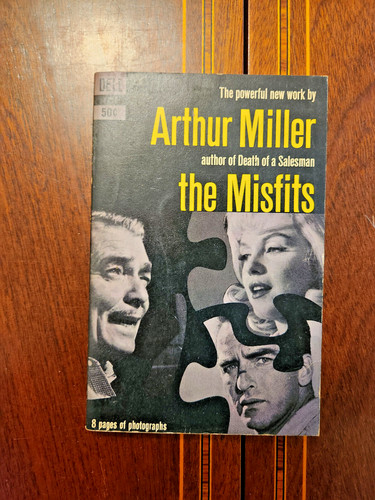 DELL
50¢
The powerful new work by
Arthur Miller
author of Death of a Salesman
the Misfits
8 pages of photographs